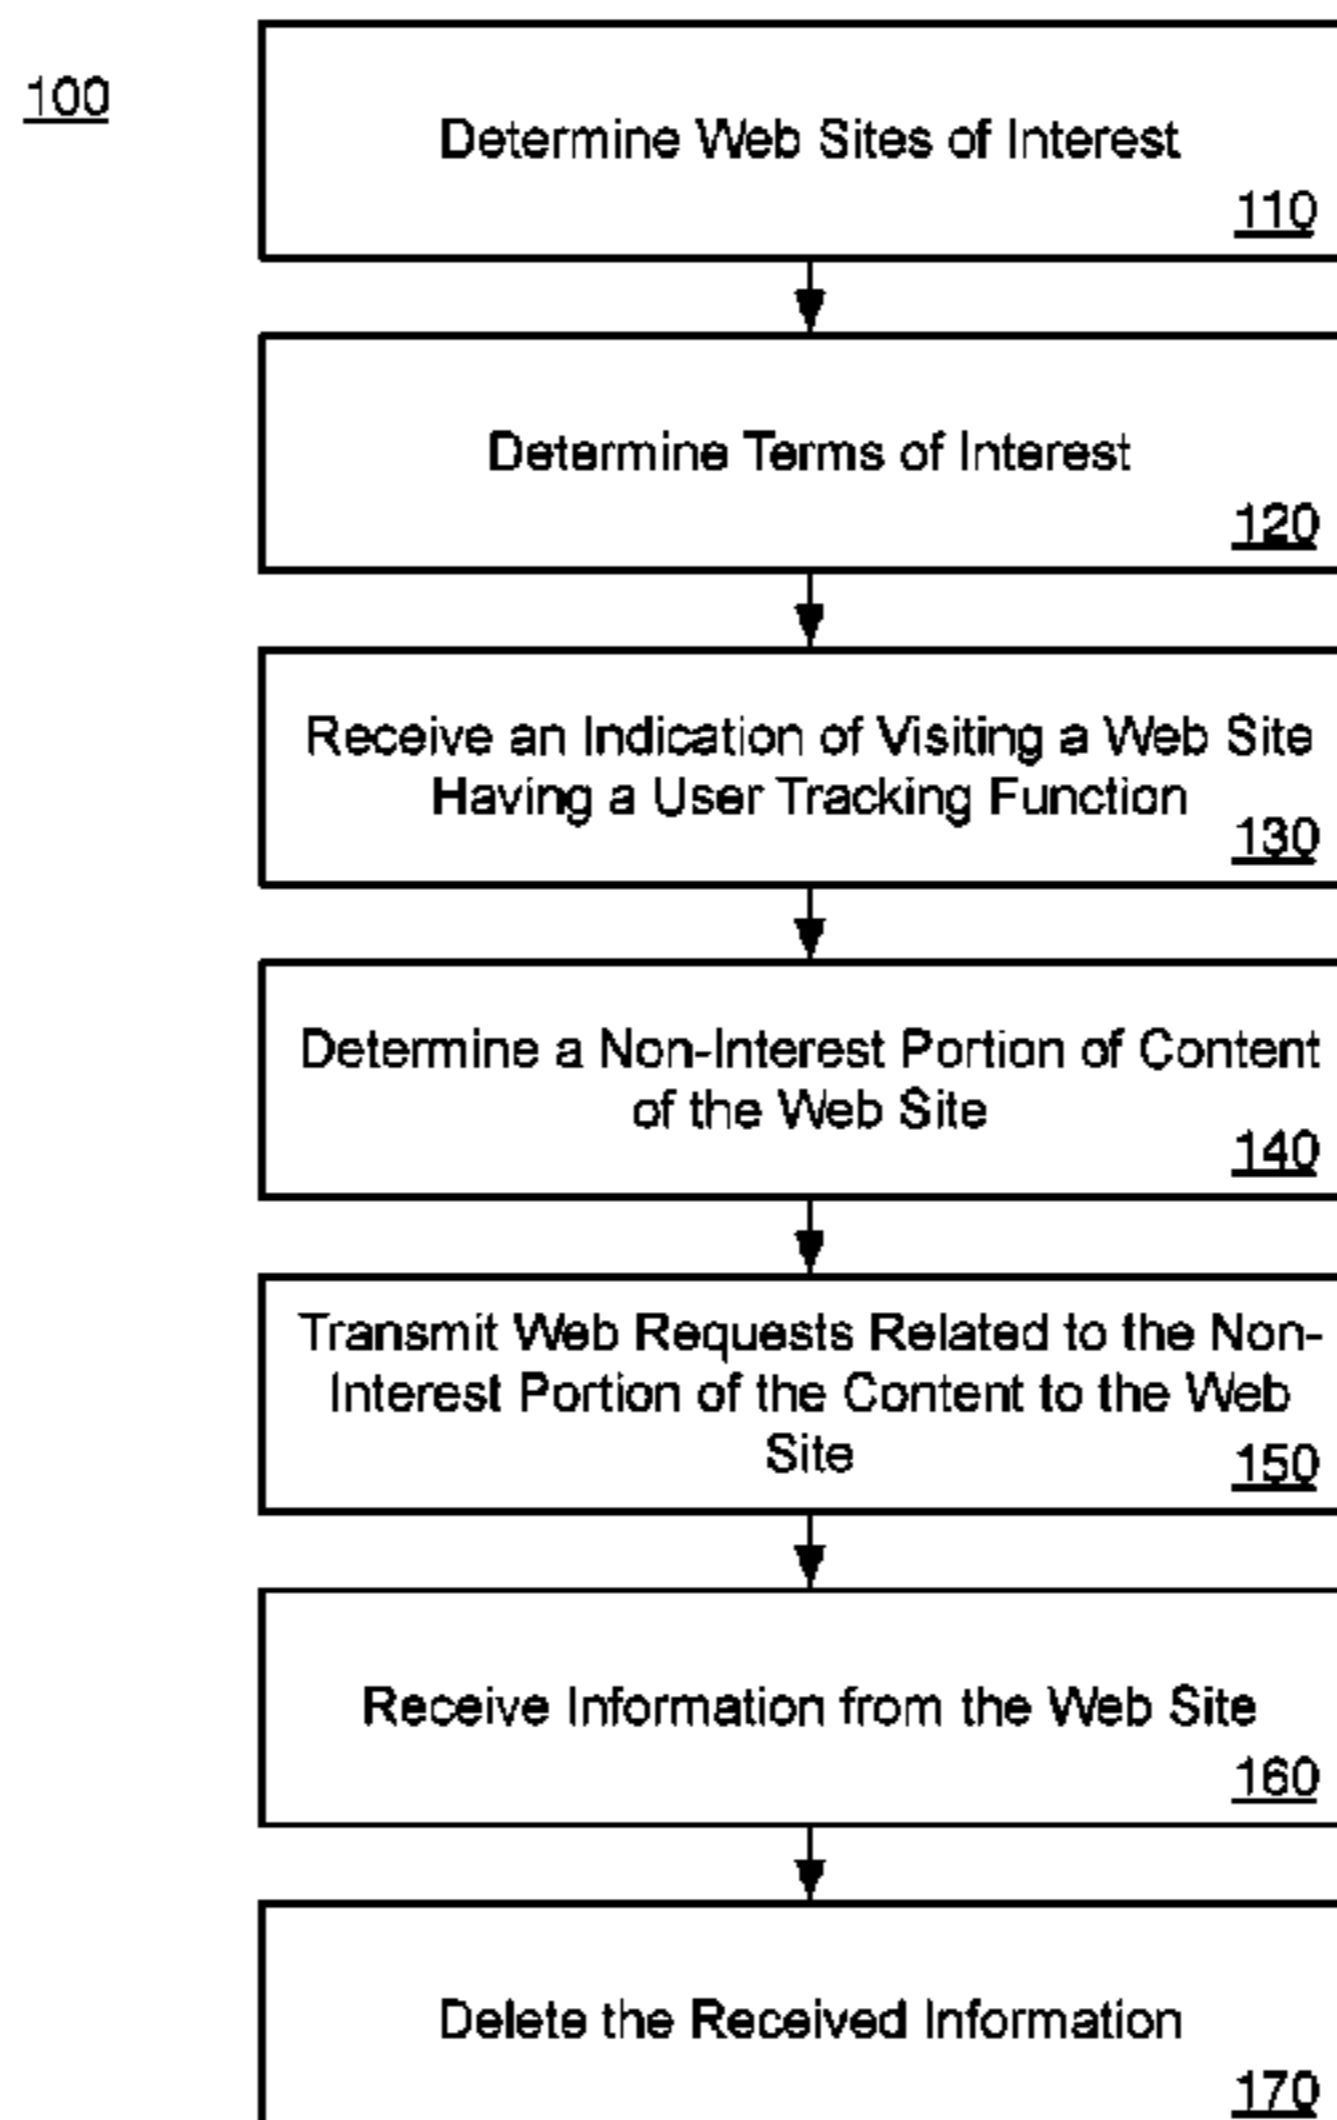 100
Determine Web Sites of Interest
110
Determine Terms of Interest
120
Receive an Indication of Visiting a Web Site
Having a User Tracking Function
130
Determine a Non-Interest Portion of Content
of the Web Site
140
Transmit Web Requests Related to the Non-
Interest Portion of the Content to the Web
Site
150
Receive Information from the Web Site
160
Delete the Received Information
170